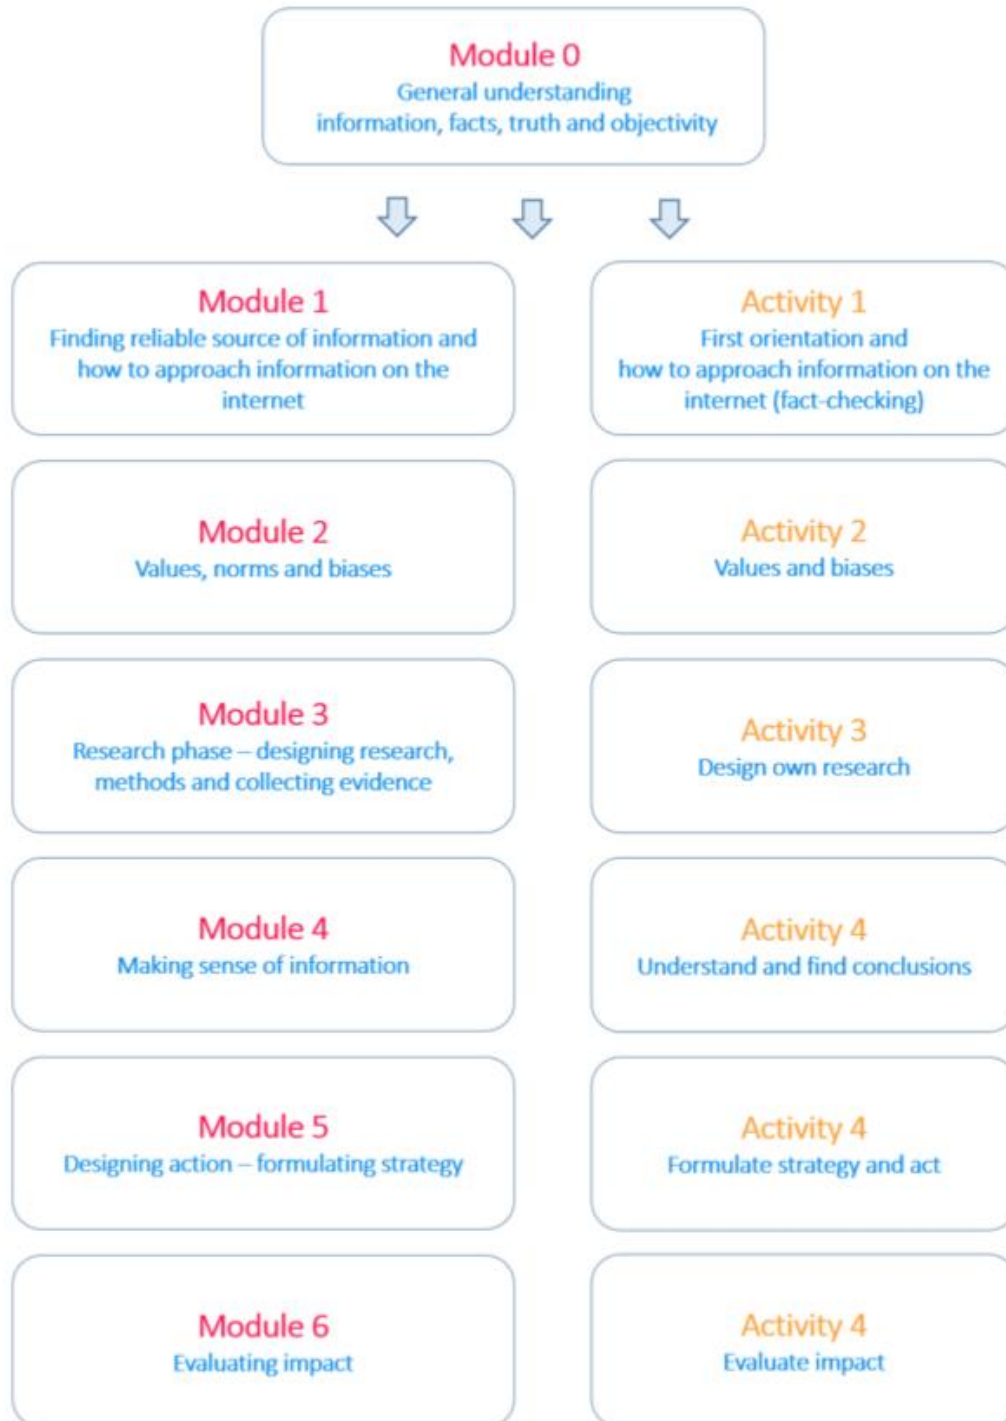 Module 0
General understanding
information, facts, truth and objectivity
Module 1
Finding reliable source of information and
how to approach information on the
internet
Activity 1
First orientation and
how to approach information on the
internet (fact-checking)
Module 2
Values, norms and biases
Activity 2
Values and biases
Module 3
Research phase – designing research,
methods and collecting evidence
Activity 3
Design own research
Module 4
Making sense of information
Activity 4
Understand and find conclusions
Module 5
Designing action – formulating strategy
Activity 4
Formulate strategy and act
Module 6
Evaluating impact
Activity 4
Evaluate impact